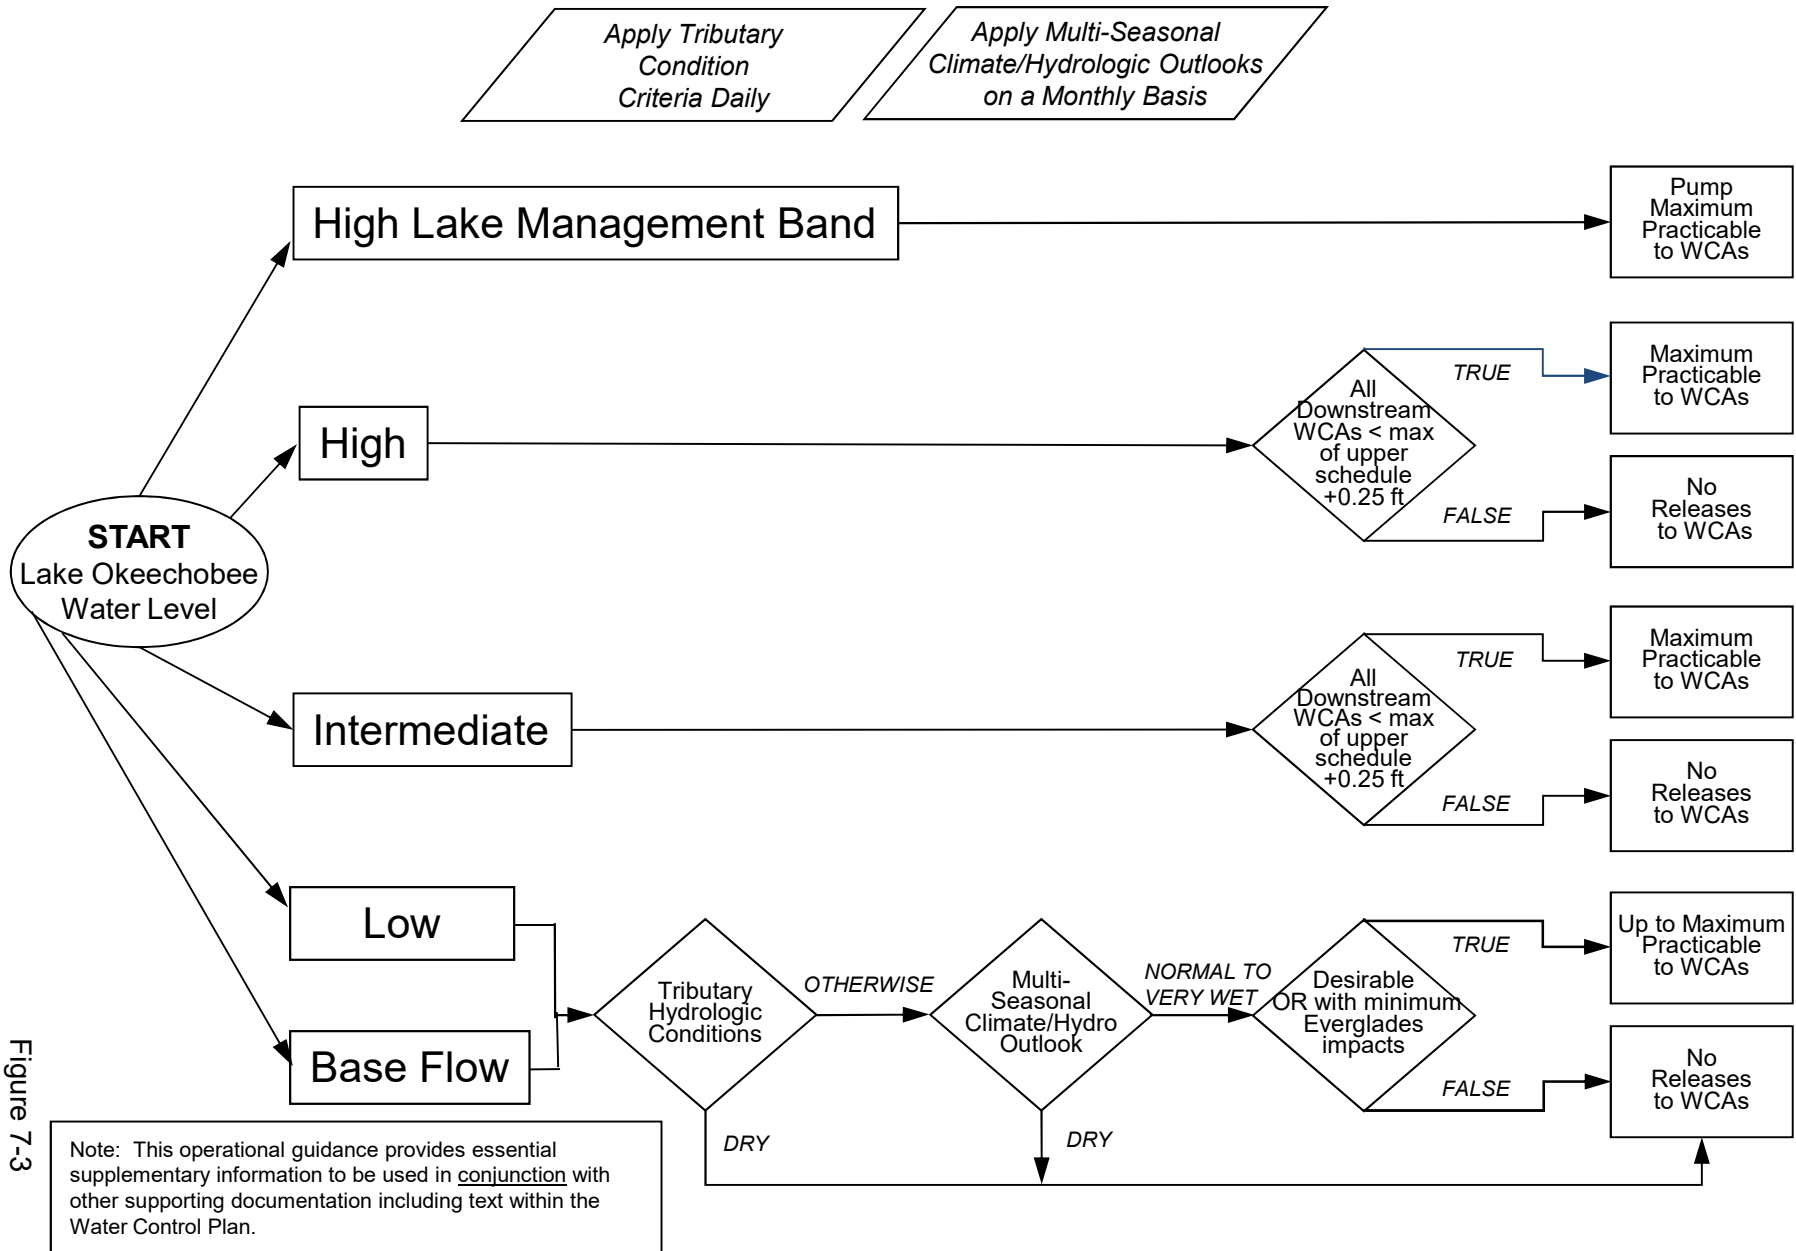 Apply Tributary
Condition
Criteria Daily
Apply Multi-Seasonal
Climate/Hydrologic Outlooks
on a Monthly Basis
High Lake Management Band
Pump
Maximum
Practicable
to WCAs
High
All
Downstream
WCAs < max
of upper
schedule
+0.25 ft
TRUE
Maximum
Practicable
to WCAs
FALSE
No
Releases
to WCAs
START
Lake Okeechobee
Water Level
Intermediate
All
Downstream
WCAs < max
of upper
schedule
+0.25 ft
TRUE
Maximum
Practicable
to WCAs
FALSE
No
Releases
to WCAs
Low
Base Flow
Tributary
Hydrologic
Conditions
OTHERWISE
DRY
Multi-
Seasonal
Climate/Hydro
Outlook
NORMAL TO
VERY WET
DRY
Desirable
OR with minimum
Everglades
impacts
TRUE
Up to Maximum
Practicable
to WCAs
FALSE
No
Releases
to WCAs
Figure 7-3
Note: This operational guidance provides essential
supplementary information to be used in conjunction with
other supporting documentation including text within the
Water Control Plan.